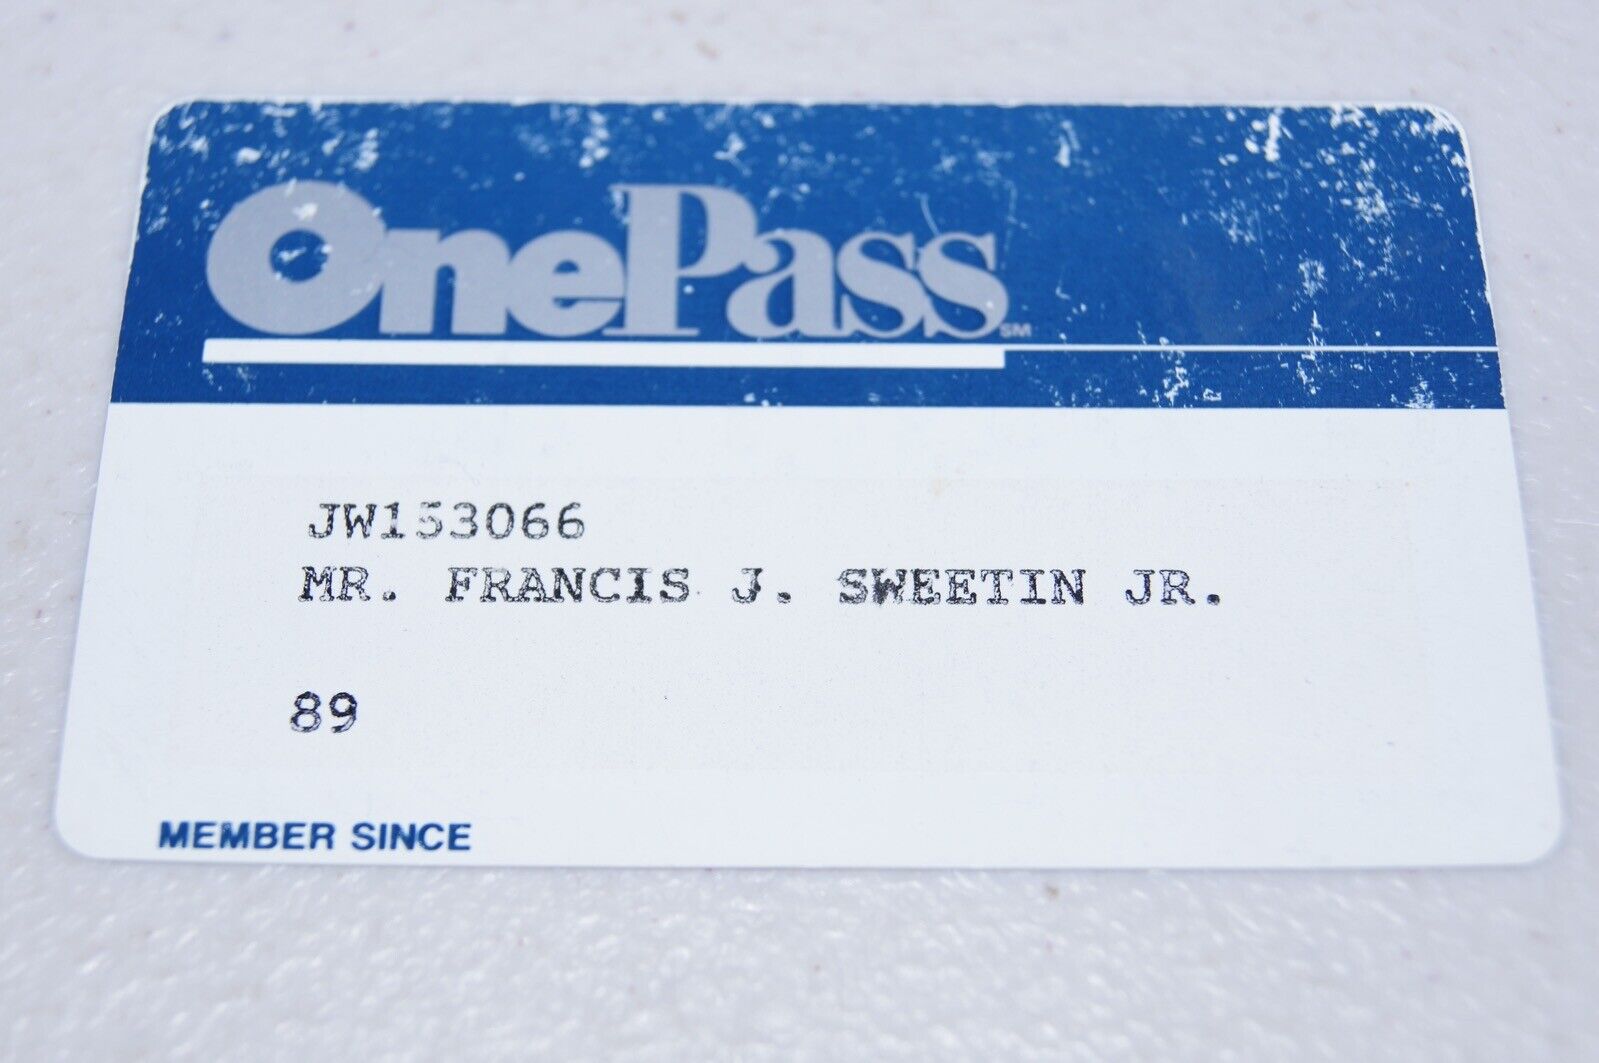 OnePass SM
JW153066
MR. FRANCIS J. SWEETIN JR.
89
MEMBER SINCE